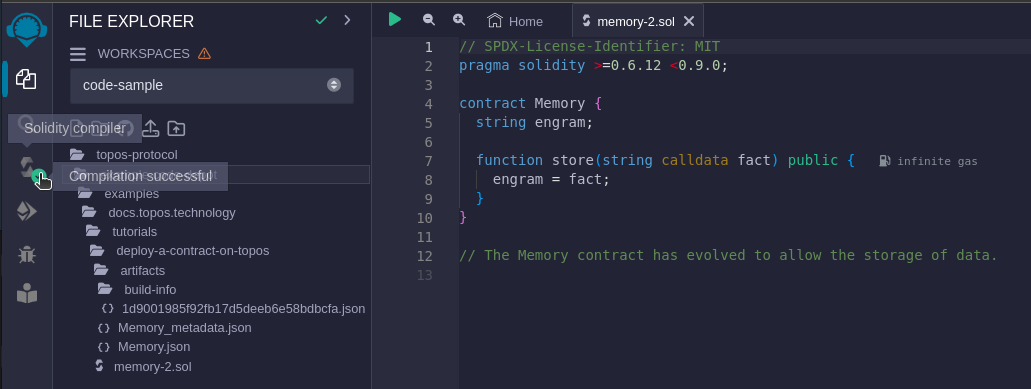 FILE EXPLORER
WORKSPACES
code-sample
Solidity compiler
topos-protocol
Compilation successful
examples
docs.topos.technology
tutorials
deploy-a-contract-on-topos
artifacts
build-info
1d9001985f92fb17d5deeb6e58bdbcfa.json
Memory_metadata.json
Memory.json
memory-2.sol
Home
memory-2.sol
1 // SPDX-License-Identifier: MIT
2 pragma solidity >=0.6.12 <0.9.0;
3
4 contract Memory {
5 string engram;
6
7 function store(string calldata fact) public { infinite gas
8 engram = fact;
9 }
10 }
11
12 // The Memory contract has evolved to allow the storage of data.
13